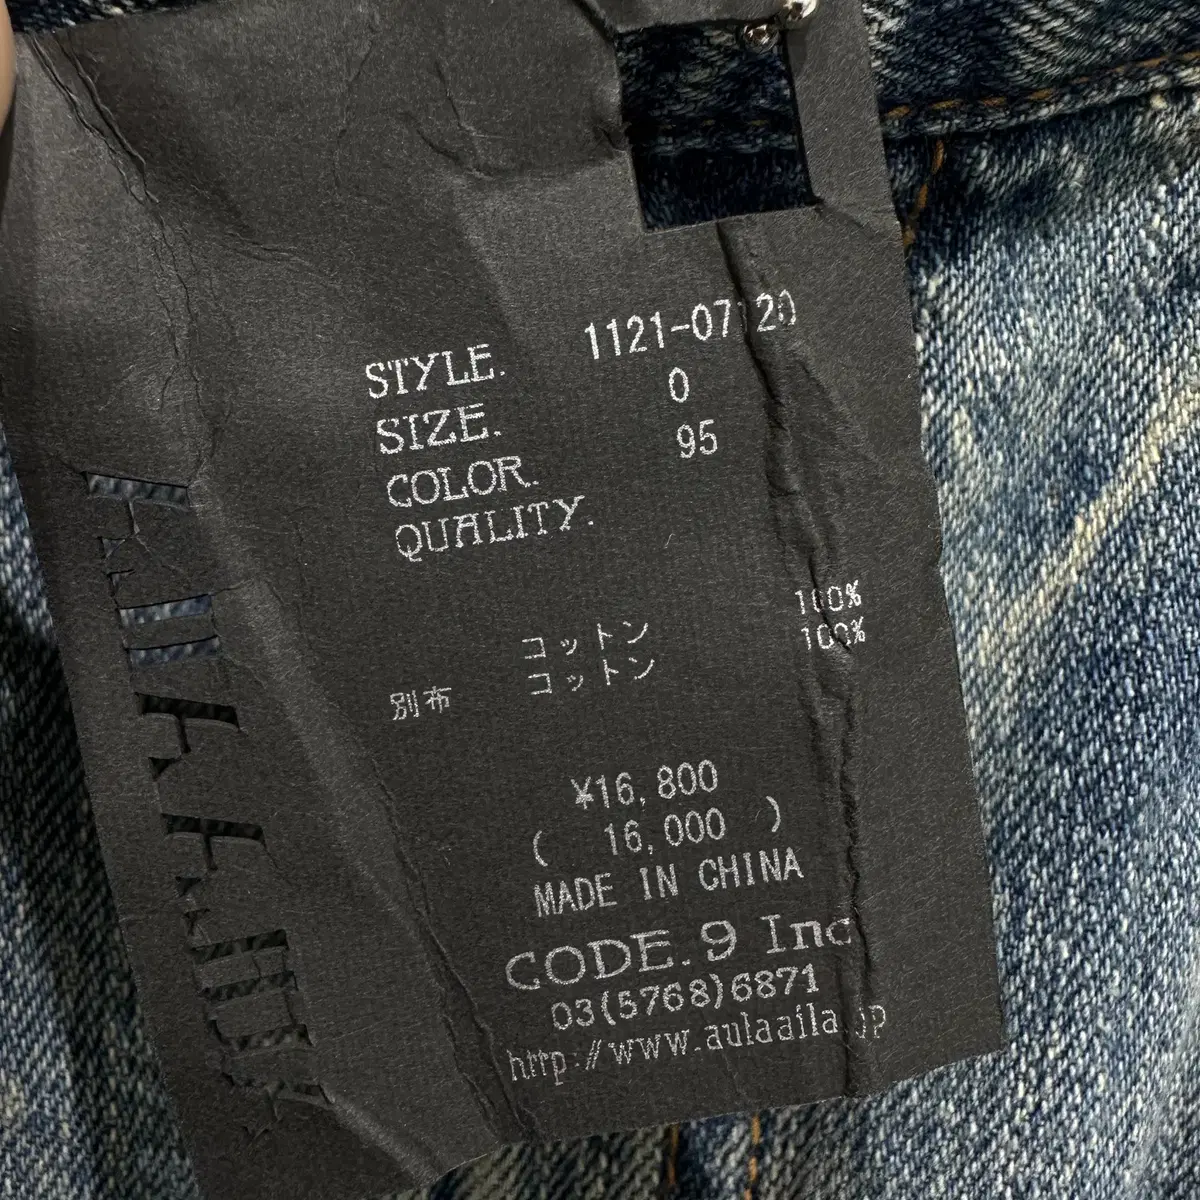 STYLE. 1121-07120
SIZE. 0
COLOR. 95
QUALITY.
コットン 100%
別布 コットン 100%
¥16,800
( 16,000 )
MADE IN CHINA
CODE.9 Inc
03(5768)6871
http://www.aulaaila.jp